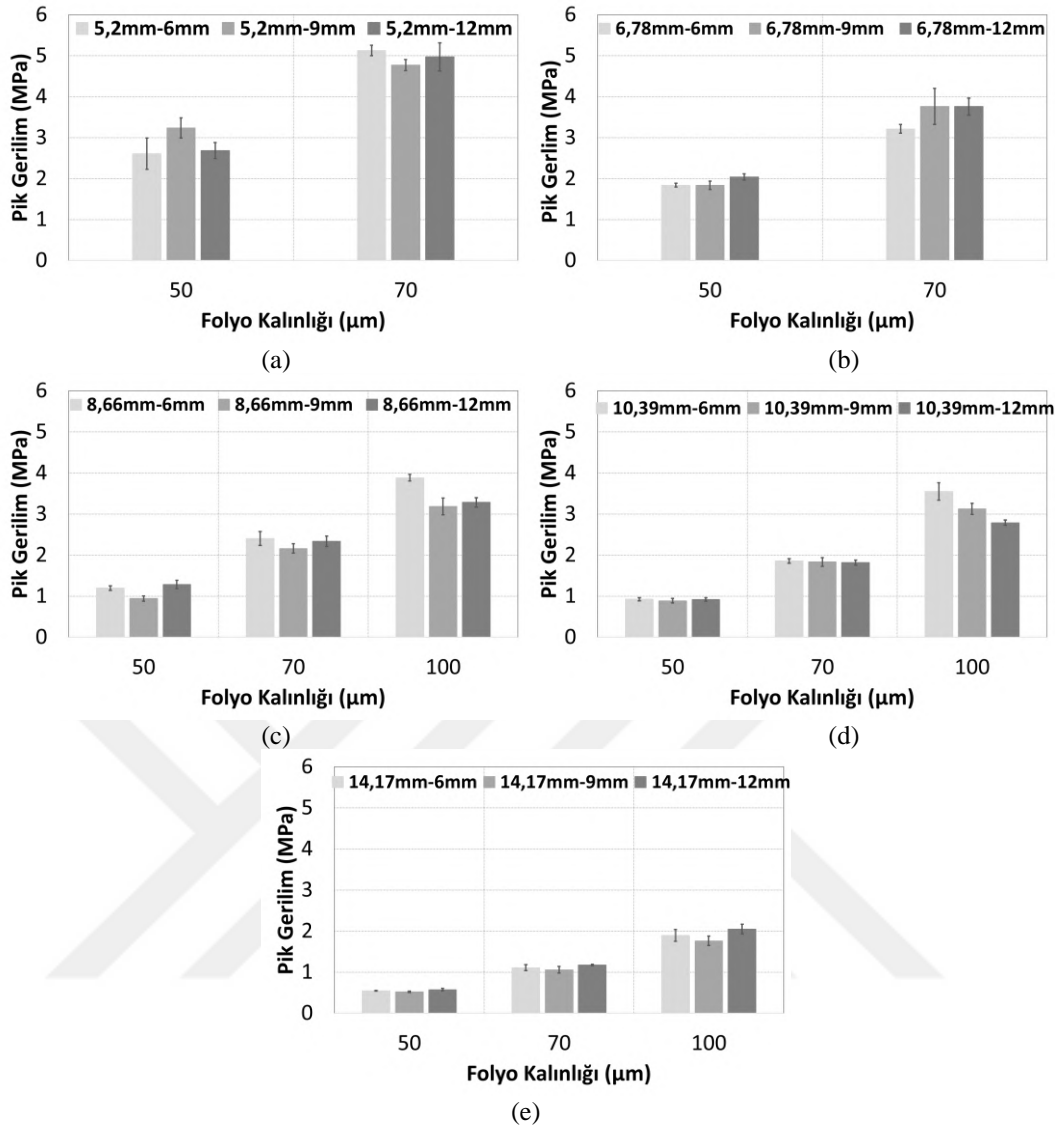 5,2mm-6mm 5,2mm-9mm 5,2mm-12mm
Pik Gerilim (MPa)
6
5
4
3
2
1
0
50 70
Folyo Kalınlığı (μm)
(a)
6,78mm-6mm 6,78mm-9mm 6,78mm-12mm
Pik Gerilim (MPa)
6
5
4
3
2
1
0
50 70
Folyo Kalınlığı (μm)
(b)
8,66mm-6mm 8,66mm-9mm 8,66mm-12mm
Pik Gerilim (MPa)
6
5
4
3
2
1
0
50 70 100
Folyo Kalınlığı (μm)
(c)
10,39mm-6mm 10,39mm-9mm 10,39mm-12mm
Pik Gerilim (MPa)
6
5
4
3
2
1
0
50 70 100
Folyo Kalınlığı (μm)
(d)
14,17mm-6mm 14,17mm-9mm 14,17mm-12mm
Pik Gerilim (MPa)
6
5
4
3
2
1
0
50 70 100
Folyo Kalınlığı (μm)
(e)